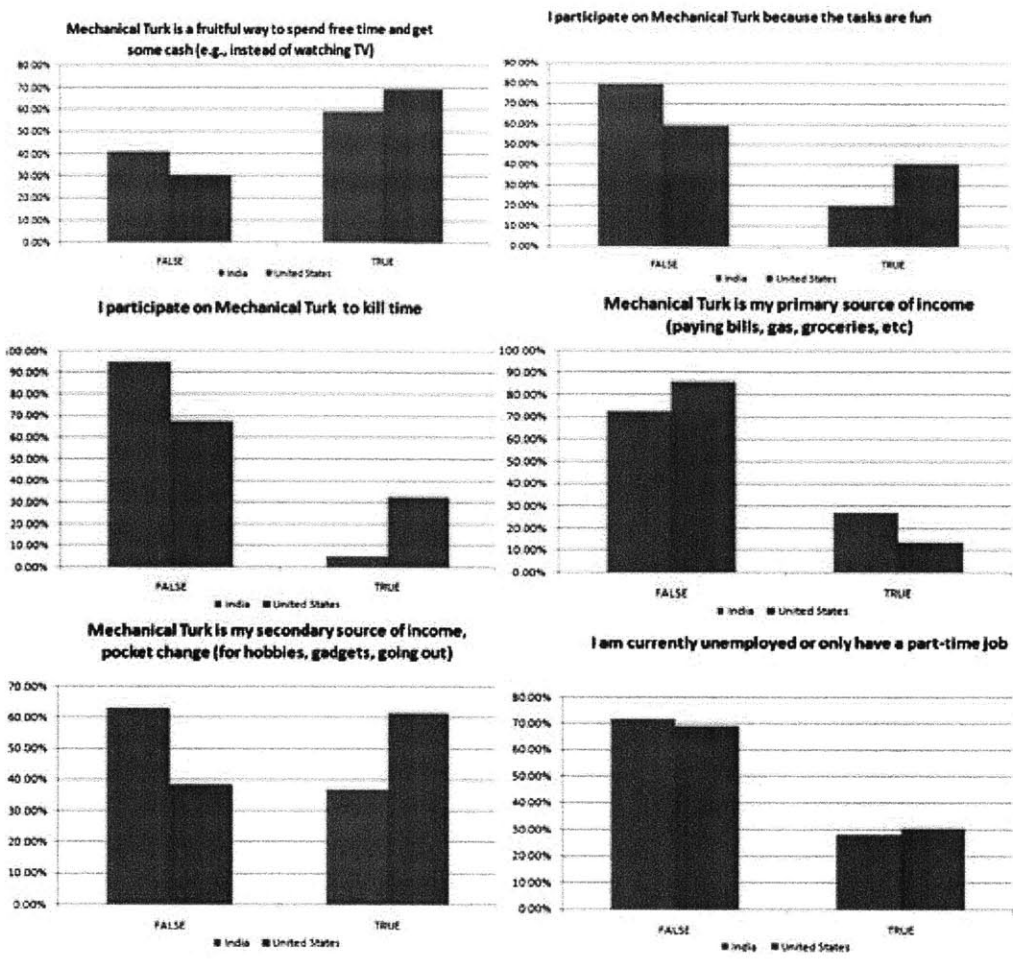 Mechanical Turk is a fruitful way to spend free time and get
some cash (e.g., instead of watching TV)
80.00%
70.00%
60.00%
50.00%
40.00%
30.00%
20.00%
10.00%
0.00%
FALSE TRUE
India United States
I participate on Mechanical Turk because the tasks are fun
90.00%
80.00%
70.00%
60.00%
50.00%
40.00%
30.00%
20.00%
10.00%
0.00%
FALSE TRUE
India United States
I participate on Mechanical Turk to kill time
100.00%
90.00%
80.00%
70.00%
60.00%
50.00%
40.00%
30.00%
20.00%
10.00%
0.00%
FALSE TRUE
India United States
Mechanical Turk is my primary source of income
(paying bills, gas, groceries, etc)
100.00%
90.00%
80.00%
70.00%
60.00%
50.00%
40.00%
30.00%
20.00%
10.00%
0.00%
FALSE TRUE
India United States
Mechanical Turk is my secondary source of income,
pocket change (for hobbies, gadgets, going out)
70.00%
60.00%
50.00%
40.00%
30.00%
20.00%
10.00%
0.00%
FALSE TRUE
India United States
I am currently unemployed or only have a part-time job
80.00%
70.00%
60.00%
50.00%
40.00%
30.00%
20.00%
10.00%
0.00%
FALSE TRUE
India United States